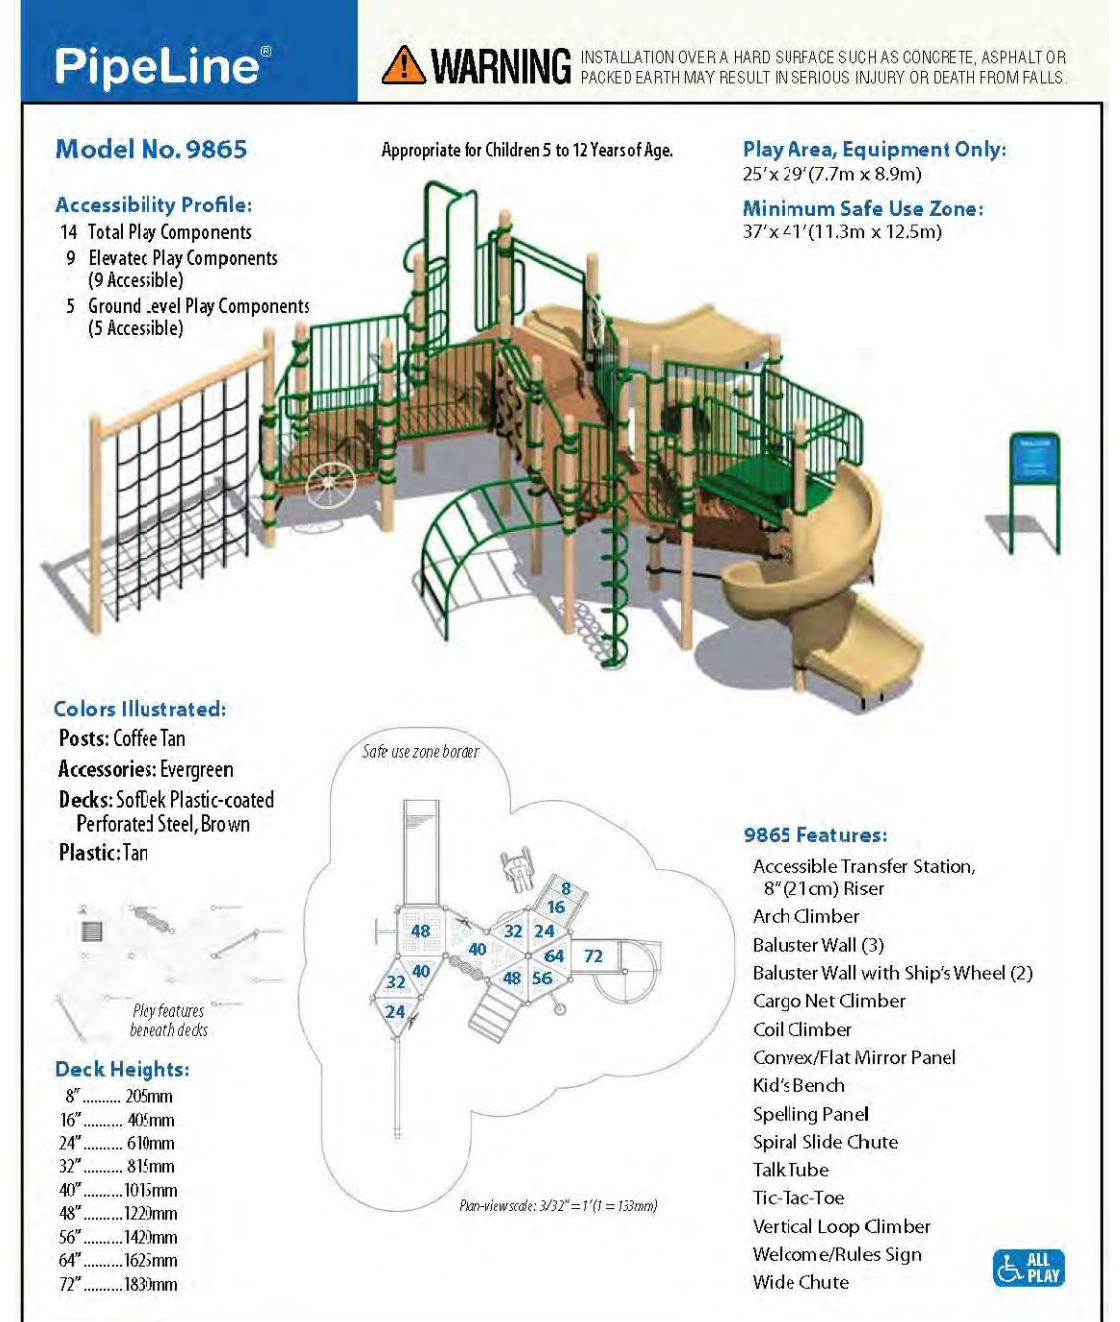 PipeLine®
WARNING
INSTALLATION OVER A HARD SURFACE SUCH AS CONCRETE, ASPHALT OR
PACKED EARTH MAY RESULT IN SERIOUS INJURY OR DEATH FROM FALLS.
Model No. 9865
Appropriate for Children 5 to 12 Years of Age.
Play Area, Equipment Only:
25' x 29' (7.7m x 8.9m)
Minimum Safe Use Zone:
37' x 41' (11.3m x 12.5m)
Accessibility Profile:
14 Total Play Components
9 Elevated Play Components
(9 Accessible)
5 Ground Level Play Components
(5 Accessible)
WELCOME
Colors Illustrated:
Posts: Coffee Tan
Accessories: Evergreen
Decks: SofDek Plastic-coated
Perforated Steel, Brown
Plastic: Tan
Play features
beneath decks
Deck Heights:
8" .......... 205mm
16" .......... 405mm
24" .......... 610mm
32" .......... 815mm
40" .......... 1015mm
48" .......... 1220mm
56" .......... 1420mm
64" .......... 1625mm
72" .......... 1830mm
Safe use zone border
8
16
48
32
24
40
64
72
40
32
48
56
24
Plan-view scale: 3/32" = 1' (1 = 133mm)
9865 Features:
Accessible Transfer Station,
8" (21cm) Riser
Arch Climber
Baluster Wall (3)
Baluster Wall with Ship's Wheel (2)
Cargo Net Climber
Coil Climber
Convex/Flat Mirror Panel
Kid's Bench
Spelling Panel
Spiral Slide Chute
Talk Tube
Tic-Tac-Toe
Vertical Loop Climber
Welcome/Rules Sign
Wide Chute
ALL
PLAY